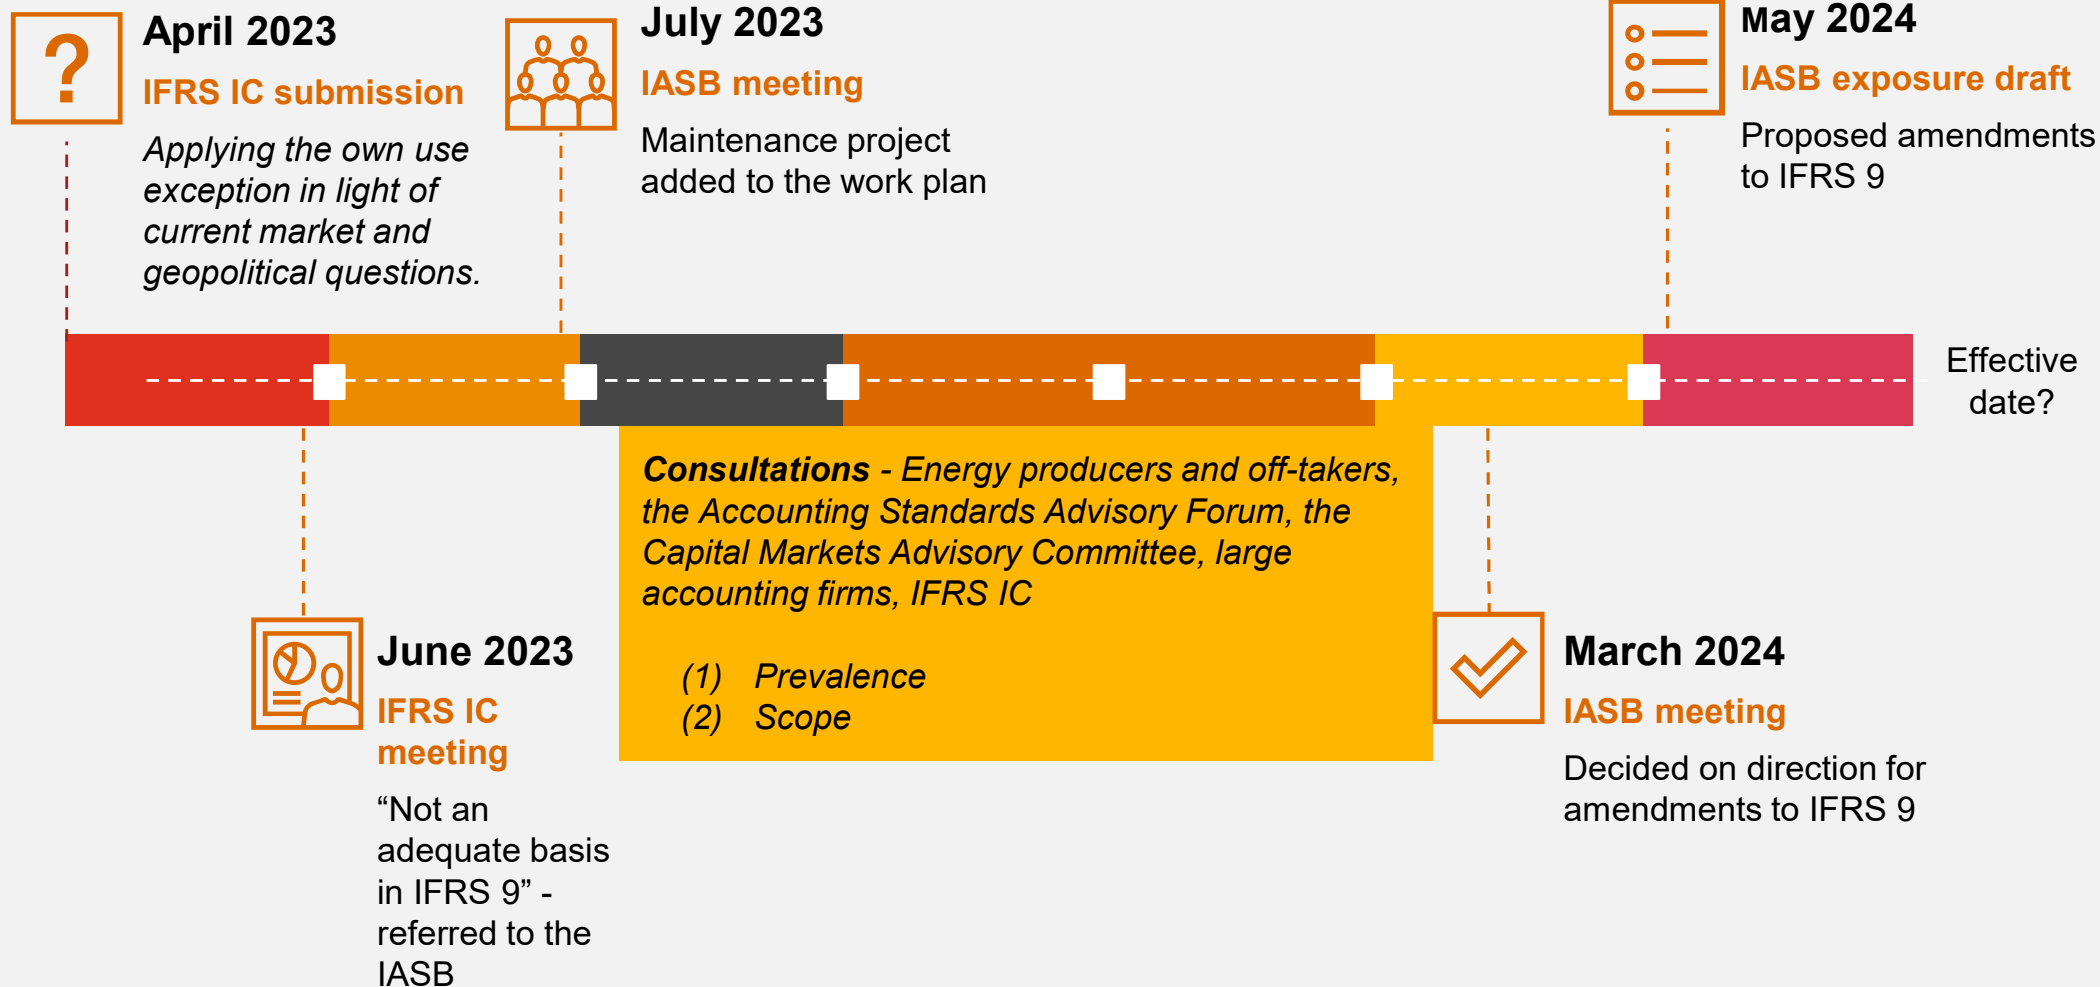 ?
April 2023
IFRS IC submission
Applying the own use
exception in light of
current market and
geopolitical questions.
July 2023
IASB meeting
Maintenance project
added to the work plan
May 2024
IASB exposure draft
Proposed amendments
to IFRS 9
Effective
date?
Consultations - Energy producers and off-takers,
the Accounting Standards Advisory Forum, the
Capital Markets Advisory Committee, large
accounting firms, IFRS IC
(1) Prevalence
(2) Scope
June 2023
IFRS IC
meeting
“Not an
adequate basis
in IFRS 9” -
referred to the
IASB
March 2024
IASB meeting
Decided on direction for
amendments to IFRS 9